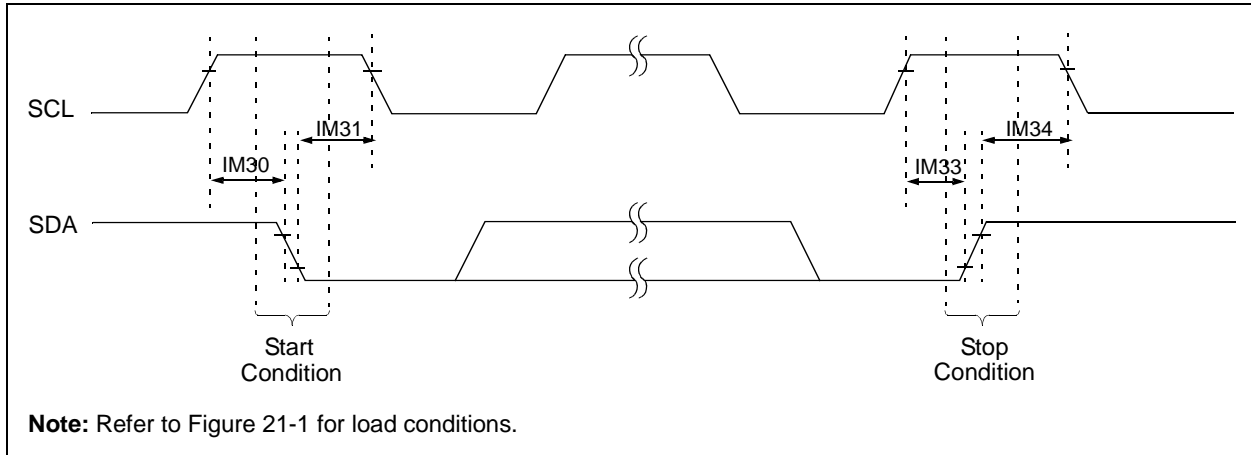 SCL
IM31
IM34
IM30
IM33
SDA
Start
Condition
Stop
Condition
Note: Refer to Figure 21-1 for load conditions.